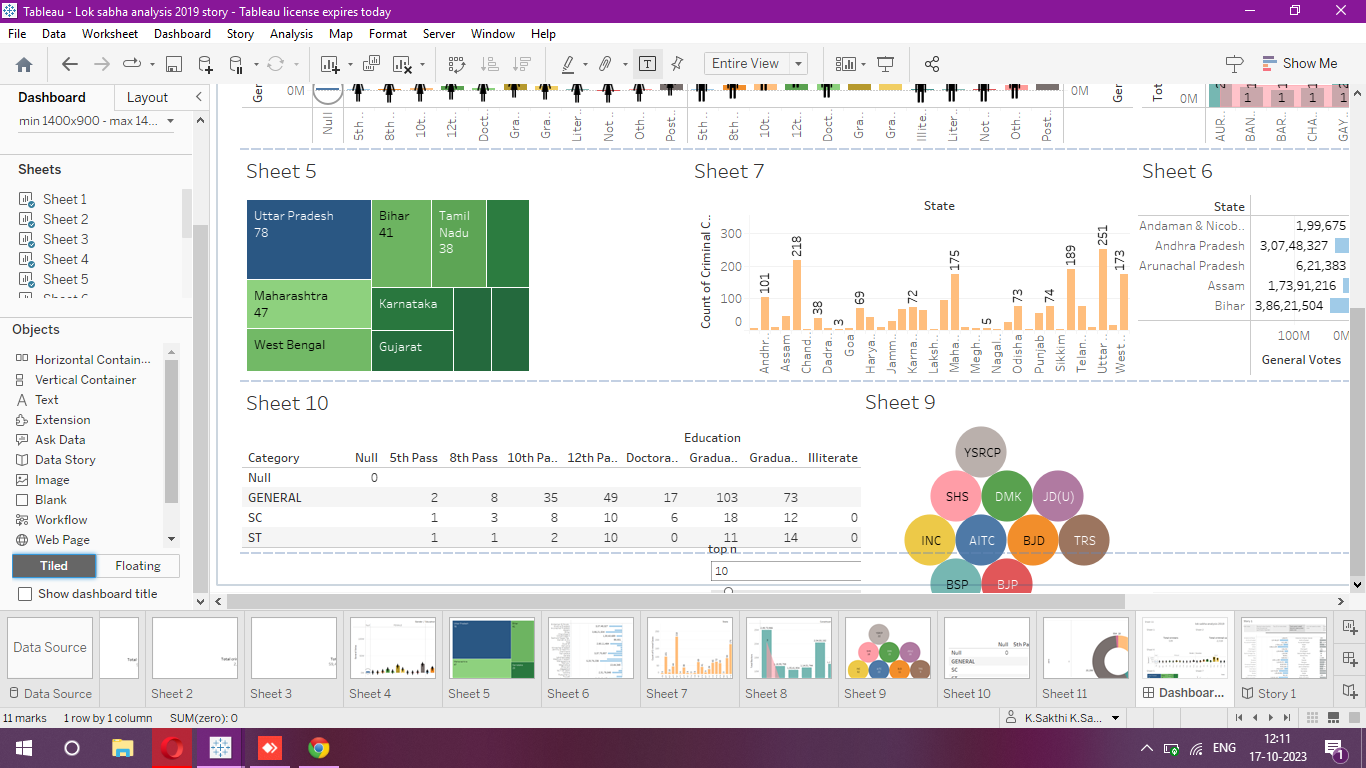 Tableau - Lok sabha analysis 2019 story - Tableau license expires today
File Data Worksheet Dashboard Story Analysis Map Format Server Window Help
Entire View
Show Me
Dashboard Layout
min 1400x900 - max 14...
Sheets
Sheet 1
Sheet 2
Sheet 3
Sheet 4
Sheet 5
Objects
Horizontal Contain...
Vertical Container
Text
Extension
Ask Data
Data Story
Image
Blank
Workflow
Web Page
Tiled Floating
Show dashboard title
Ger 0M 0M Ger Tot 0M
1 1 1 1
Null 5th .. 8th .. 10t.. 12t.. Doct.. Gra.. Gra.. Liter.. Not .. Oth.. Post.. 5th .. 8th .. 10t.. 12t.. Doct.. Gra.. Gra.. Illite.. Liter.. Not .. Oth.. Post.. AUR.. BAN.. BAR.. CHA.. GAY..
Sheet 5
Uttar Pradesh
78
Bihar
41
Tamil
Nadu
38
Maharashtra
47
Karnataka
West Bengal
Gujarat
Sheet 7
State
Count of Criminal C..
300
200
100
0
101 218 38 3 69 72 175 5 73 74 189 251 173
Andhr.. Assam Chand.. Dadra.. Goa Harya.. Jamm.. Karna.. Laksh.. Maha.. Megh.. Nagal.. Odisha Punjab Sikkim Telan.. Uttar.. West..
Sheet 6
State
Andaman & Nicob.. 1,99,675
Andhra Pradesh 3,07,48,327
Arunachal Pradesh 6,21,383
Assam 1,73,91,216
Bihar 3,86,21,504
100M 0M
General Votes
Sheet 10
Education
Category Null 5th Pass 8th Pass 10th Pa.. 12th Pa.. Doctora.. Gradua.. Gradua.. Illiterate
Null 0
GENERAL 2 8 35 49 17 103 73
SC 1 3 8 10 6 18 12 0
ST 1 1 2 10 0 11 14 0
top n
10
Sheet 9
YSRCP
SHS DMK JD(U)
INC AITC BJD TRS
BSP BJP
Data Source
Data Source Sheet 2 Sheet 3 Sheet 4 Sheet 5 Sheet 6 Sheet 7 Sheet 8 Sheet 9 Sheet 10 Sheet 11 Dashboar... Story 1
11 marks 1 row by 1 column SUM(zero): 0
K.Sakthi K.Sa...
ENG
12:11
17-10-2023
1